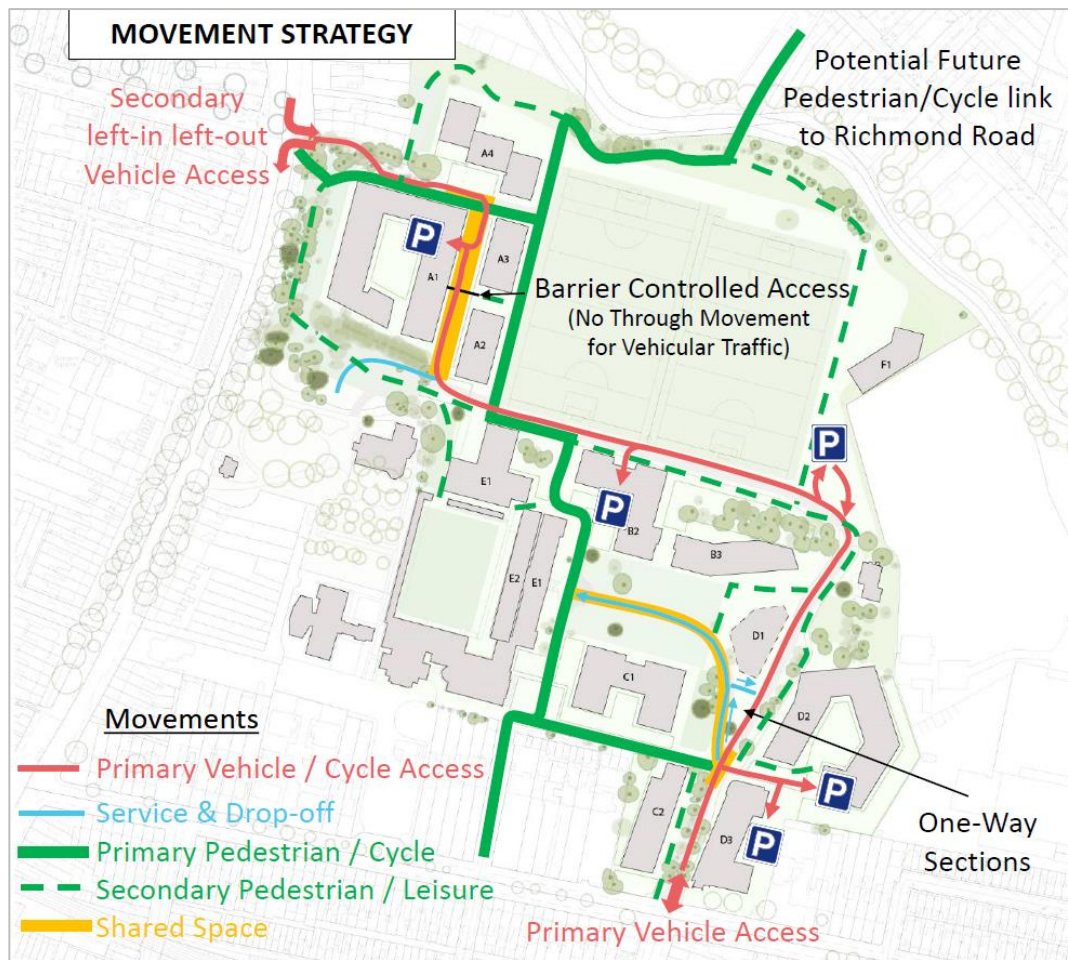 MOVEMENT STRATEGY
Potential Future
Pedestrian/Cycle link
to Richmond Road
Secondary
left-in left-out
Vehicle Access
A4
P
A1
A3
Barrier Controlled Access
(No Through Movement
for Vehicular Traffic)
A2
F1
P
E1
P
B2
B3
E2
E1
D1
C1
D2
Movements
Primary Vehicle / Cycle Access
Service & Drop-off
Primary Pedestrian / Cycle
Secondary Pedestrian / Leisure
Shared Space
P
C2
D3
P
One-Way
Sections
Primary Vehicle Access